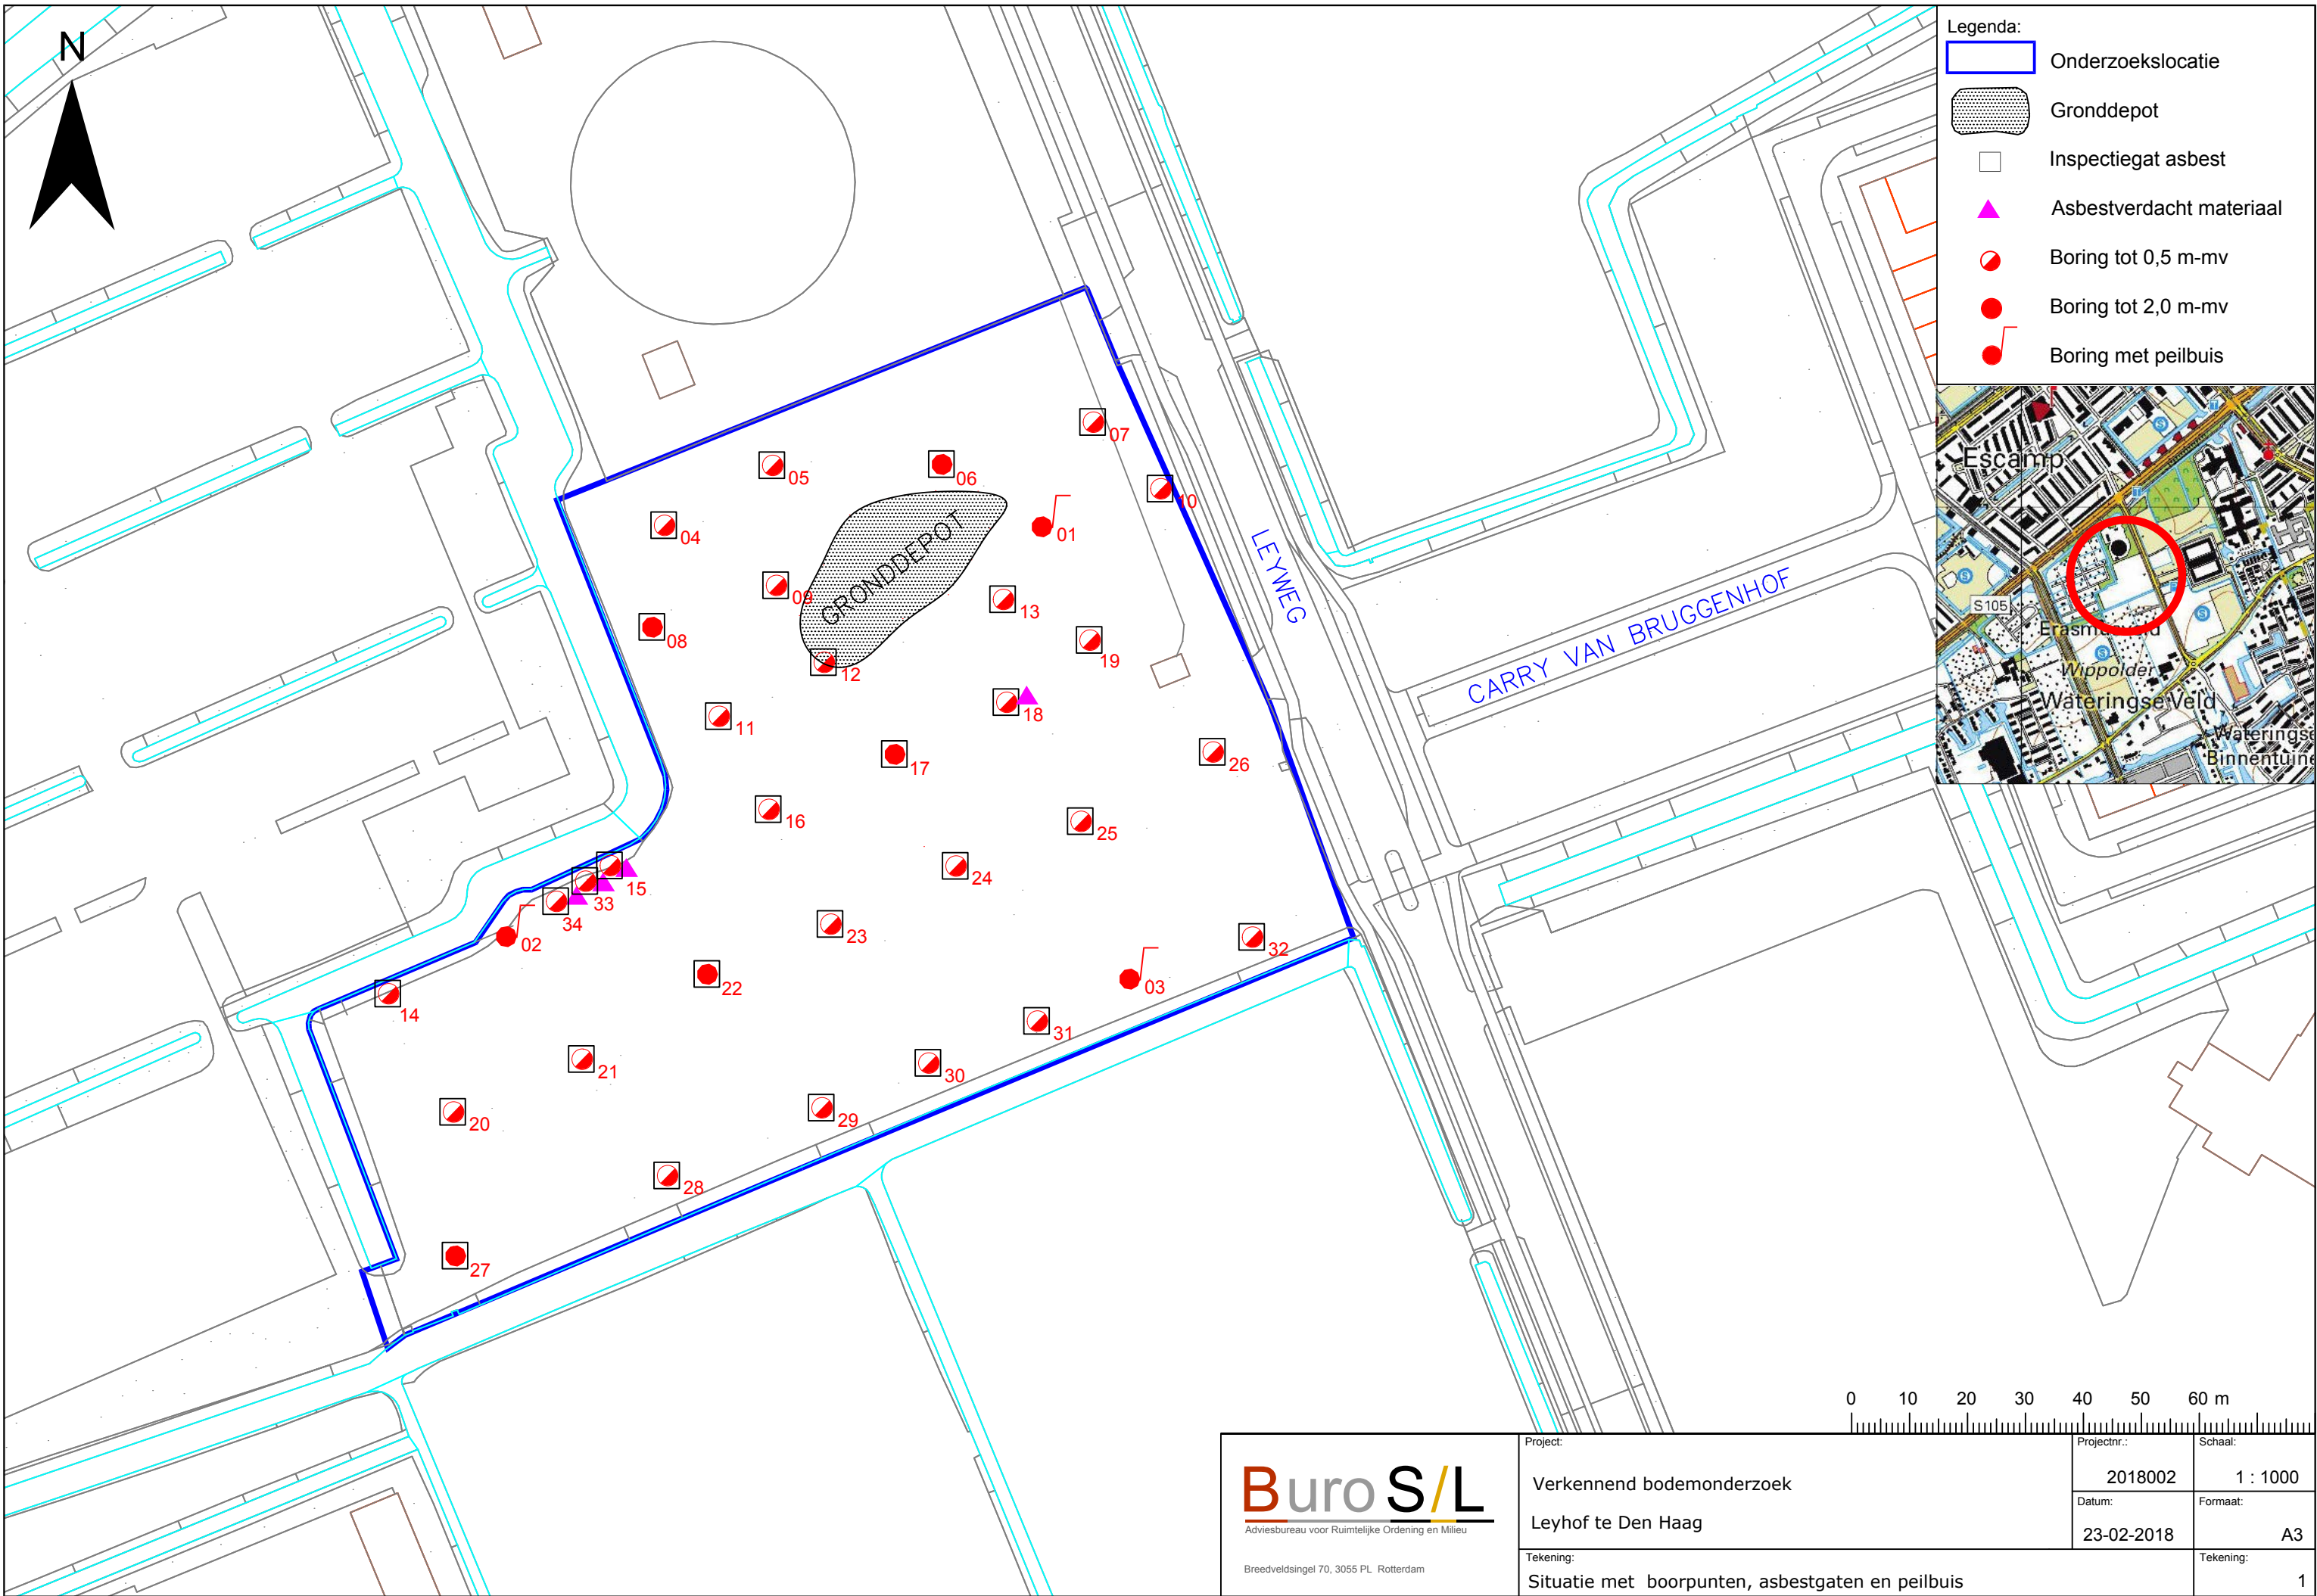 N
Legenda:
Onderzoekslocatie
Gronddepot
Inspectiegat asbest
Asbestverdacht materiaal
Boring tot 0,5 m-mv
Boring tot 2,0 m-mv
Boring met peilbuis
Escamp
S105
Erasmusveld
Wippolder
Wateringse Veld
Wateringse
Binnentuine
07
05
06
10
04
01
GRONDDEPOT
LEYWEG
CARRY VAN BRUGGENHOF
09
13
08
19
12
18
11
17
26
16
25
24
15
33
34
02
23
32
22
03
14
31
21
30
20
29
28
27
0 10 20 30 40 50 60 m
Buro S/L
Adviesbureau voor Ruimtelijke Ordening en Milieu
Breedveldsingel 70, 3055 PL Rotterdam
Project:
Verkennend bodemonderzoek
Leyhof te Den Haag
Projectnr.:
2018002
Schaal:
1 : 1000
Datum:
23-02-2018
Formaat:
A3
Tekening:
Situatie met boorpunten, asbestgaten en peilbuis
Tekening:
1